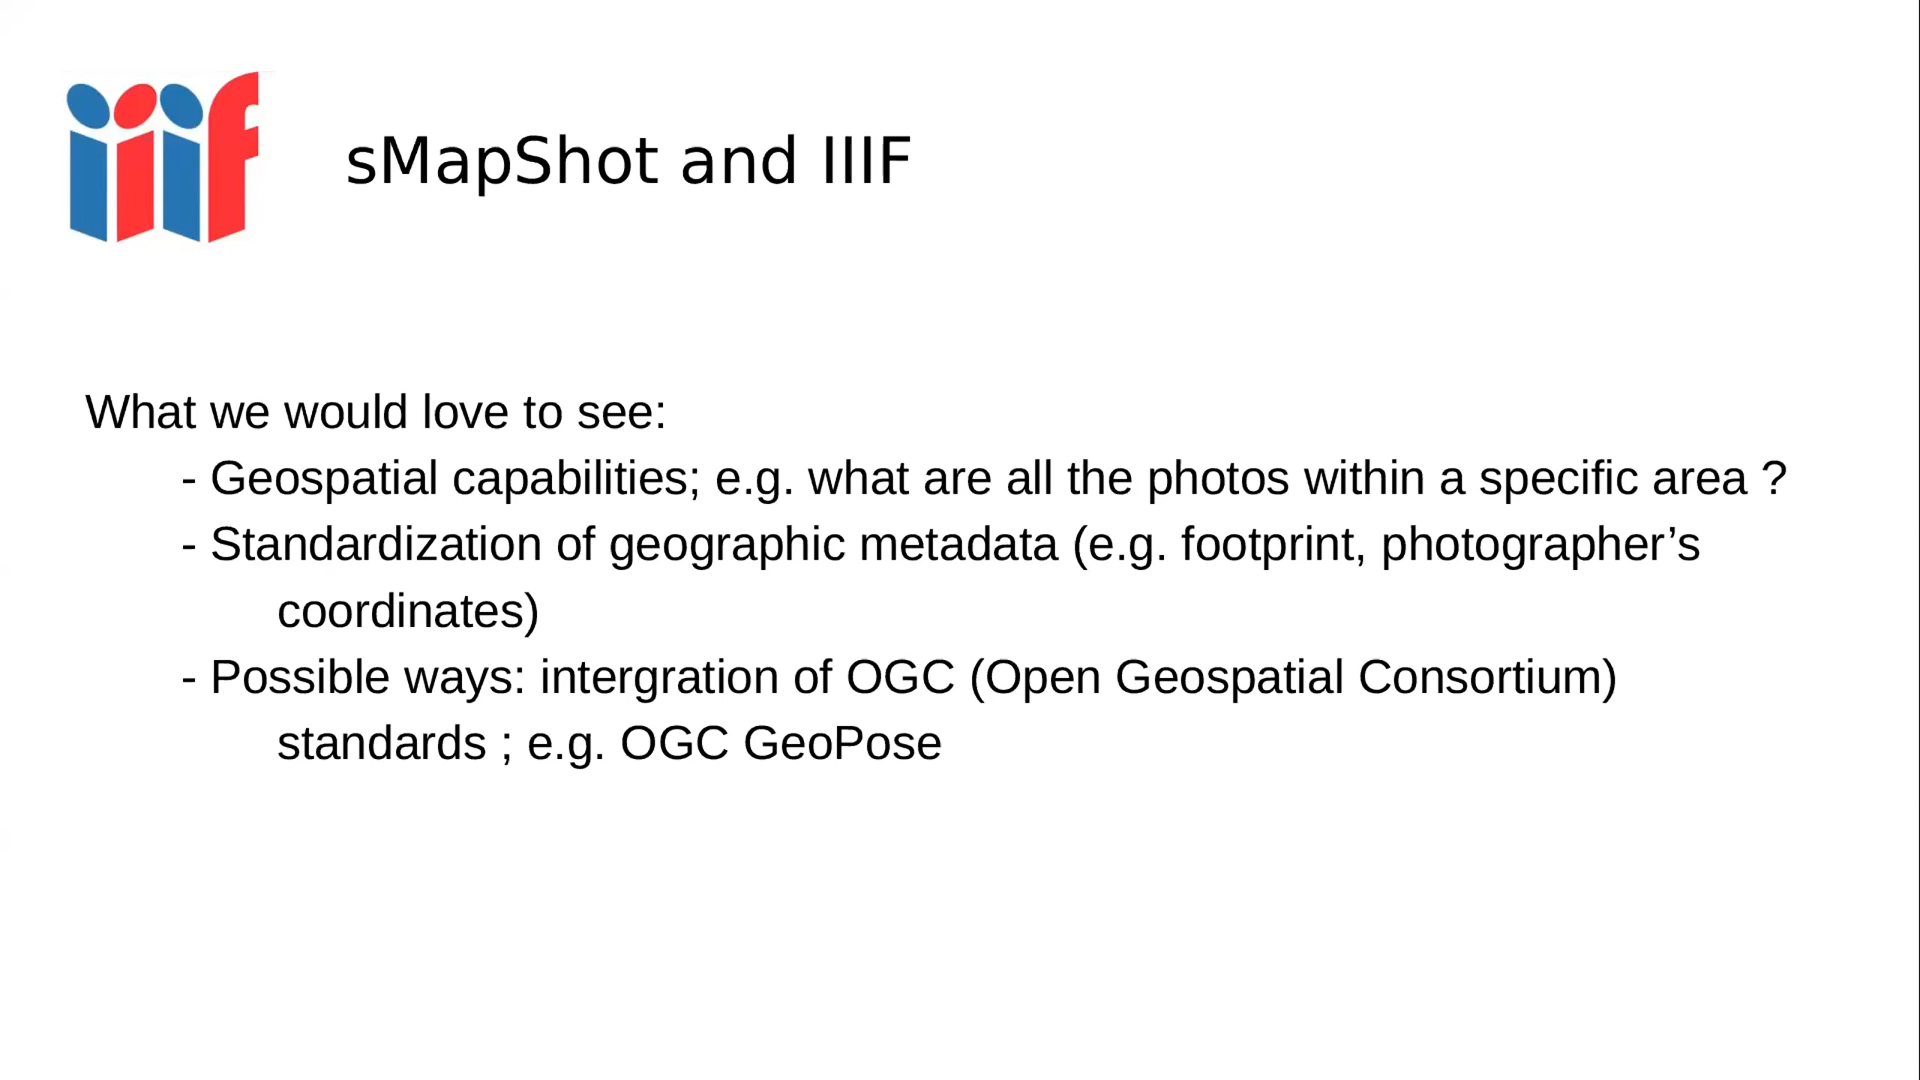 iiif
sMapShot and IIIF
What we would love to see:
- Geospatial capabilities; e.g. what are all the photos within a specific area ?
- Standardization of geographic metadata (e.g. footprint, photographer’s
coordinates)
- Possible ways: intergration of OGC (Open Geospatial Consortium)
standards ; e.g. OGC GeoPose